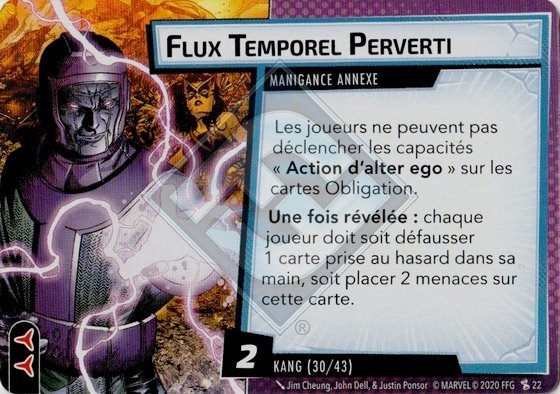 FLUX TEMPOREL PERVERTI
MANIGANCE ANNEXE
Les joueurs ne peuvent pas
déclencher les capacités
« Action d'alter ego » sur les
cartes Obligation.
Une fois révélée : chaque
joueur doit soit défausser
1 carte prise au hasard dans sa
main, soit placer 2 menaces sur
cette carte.
®
2
KANG (30/43)
Jim Cheung, John Dell, & Justin Ponsor © MARVEL © 2020 FFG 22